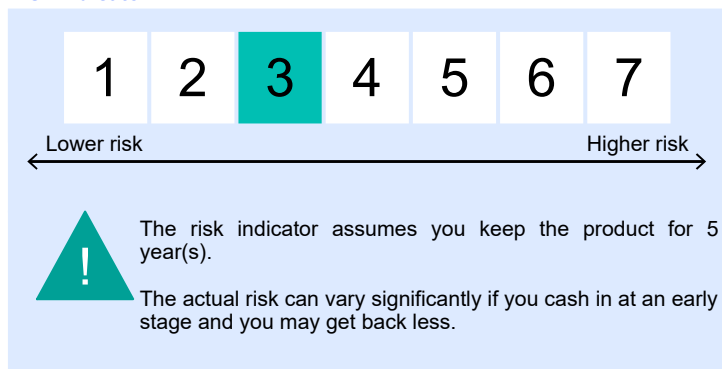 1 2 3 4 5 6 7
Lower risk Higher risk
!
The risk indicator assumes you keep the product for 5
year(s).
The actual risk can vary significantly if you cash in at an early
stage and you may get back less.